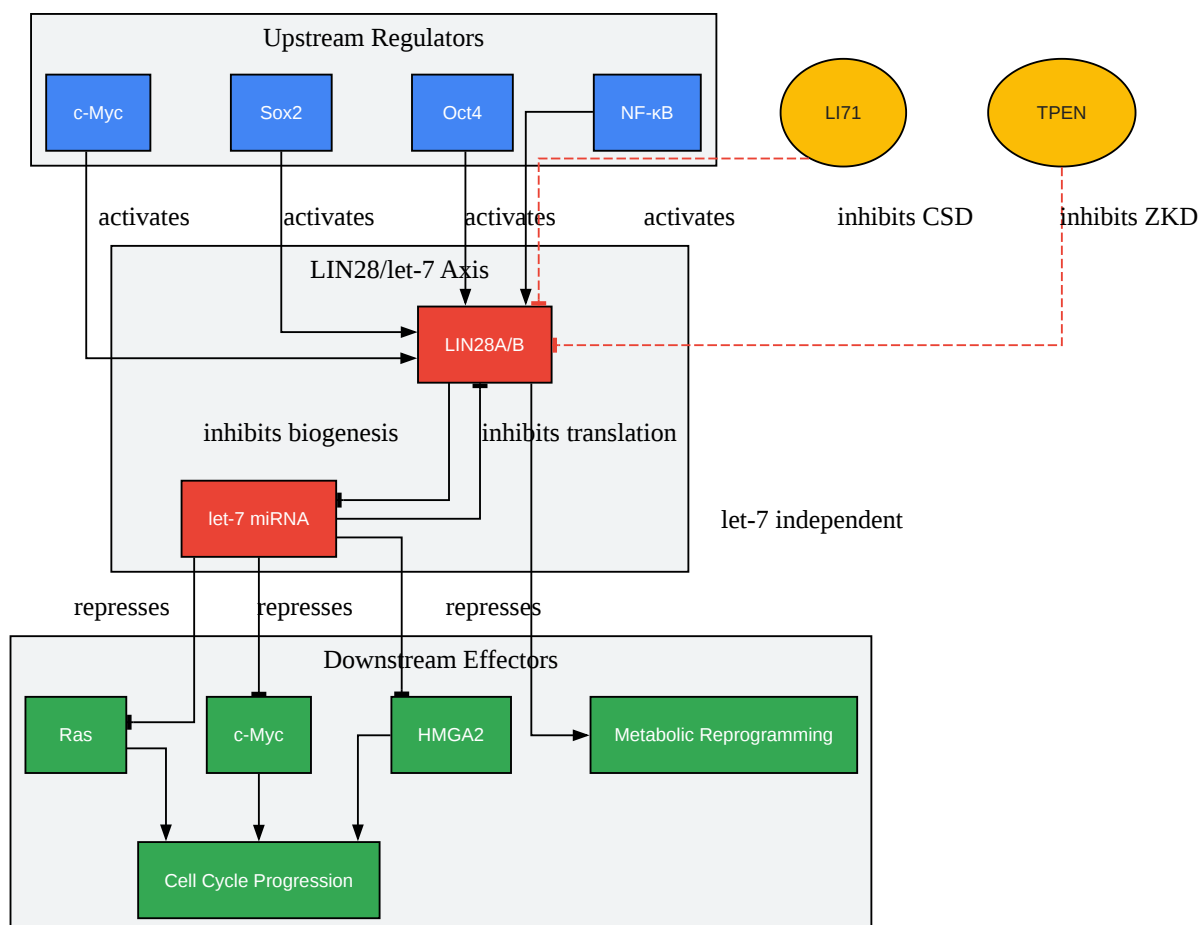 Upstream Regulators
c-Myc
Sox2
Oct4
NF-κB
LI71
TPEN
activates
activates
activates
activates
inhibits CSD
inhibits ZKD
LIN28/let-7 Axis
LIN28A/B
inhibits biogenesis
inhibits translation
let-7 miRNA
let-7 independent
represses
represses
represses
Downstream Effectors
Ras
c-Myc
HMGA2
Metabolic Reprogramming
Cell Cycle Progression